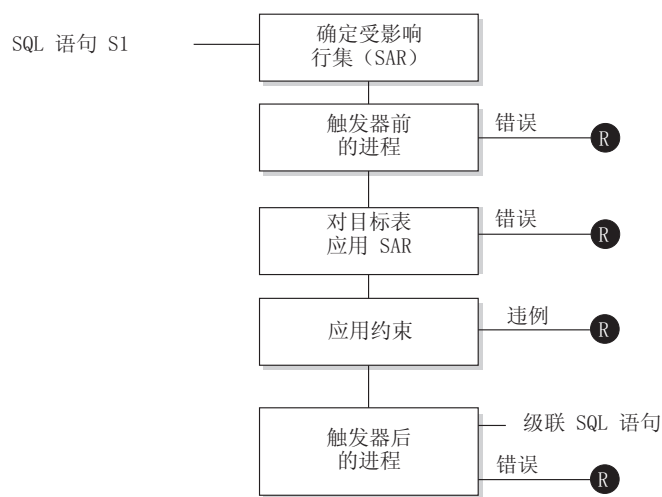 SQL 语句 S1
确定受影响
行集（SAR）
触发器前
的进程
错误
R
对目标表
应用 SAR
错误
R
应用约束
违例
R
触发器后
的进程
级联 SQL 语句
错误
R